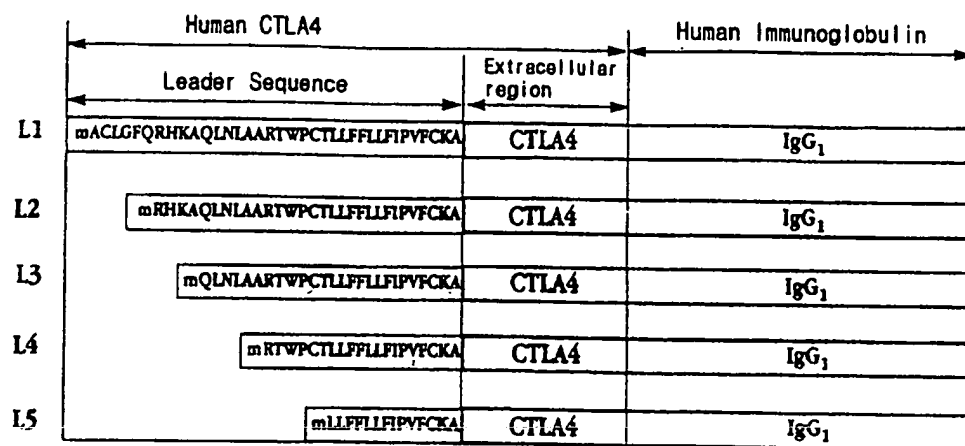 Human CTLA4
Human Immunoglobulin
Leader Sequence
Extracellular
region
L1 mACLGFQRHKAQLNLAARTWPCTLLFFLLFIPVFCKA CTLA4 IgG1
L2 mRHKAQLNLAARTWPCTLLFFLLFIPVFCKA CTLA4 IgG1
L3 mQLNLAARTWPCTLLFFLLFIPVFCKA CTLA4 IgG1
L4 mRTWPCTLLFFLLFIPVFCKA CTLA4 IgG1
L5 mLLFFLLFIPVFCKA CTLA4 IgG1